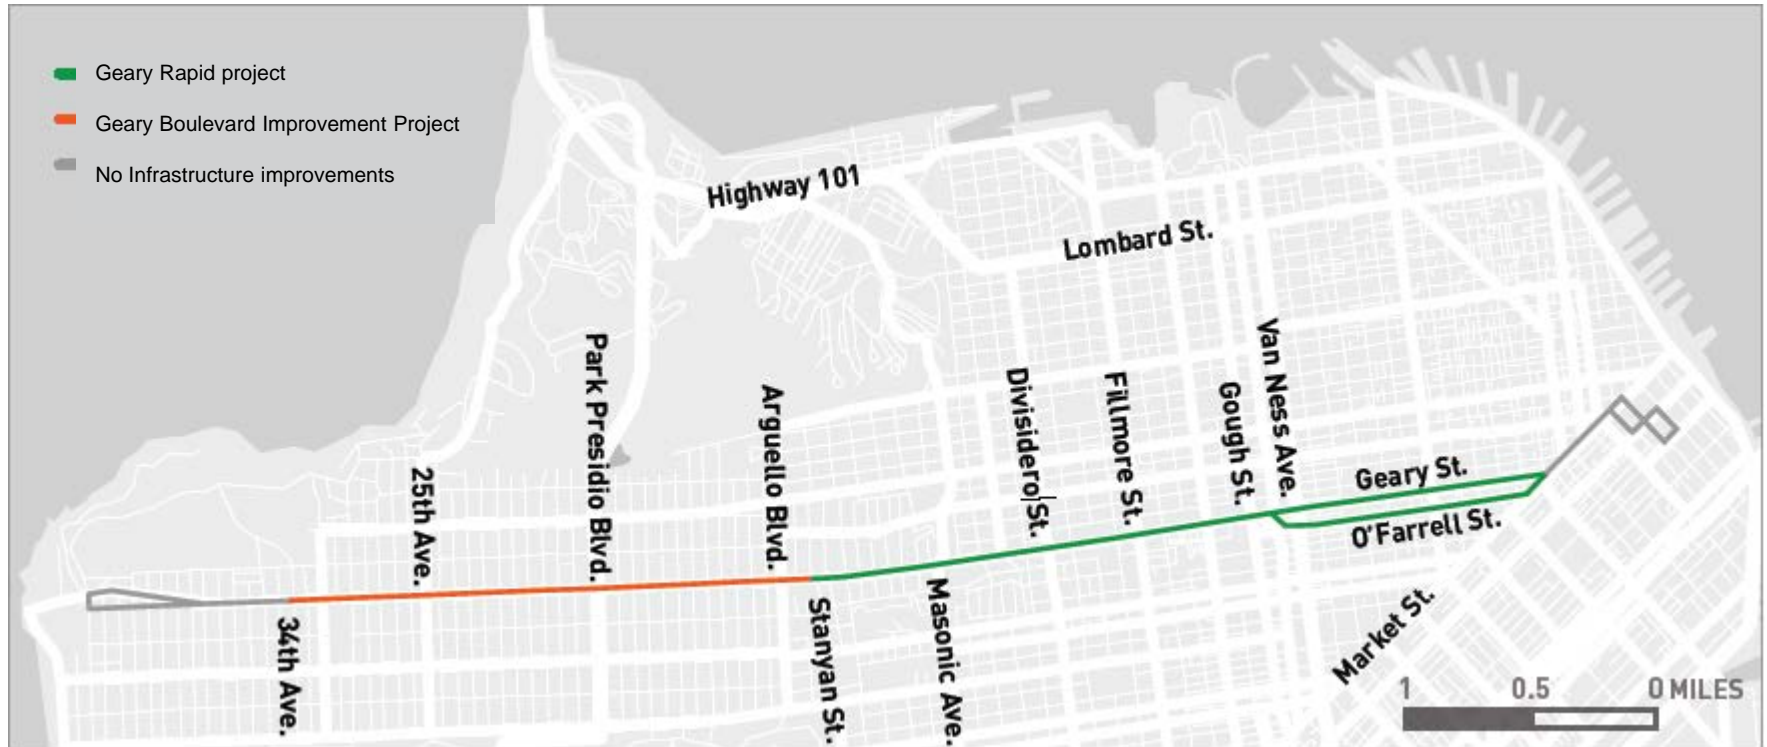 Geary Rapid project
Geary Boulevard Improvement Project
No Infrastructure improvements
Highway 101
Lombard St.
Park Presidio Blvd.
Arguello Blvd.
Divisidero St.
Fillmore St.
Gough St.
Van Ness Ave.
25th Ave.
Geary St.
O'Farrell St.
34th Ave.
Stanyan St.
Masonic Ave.
Market St.
1 0.5 0 MILES